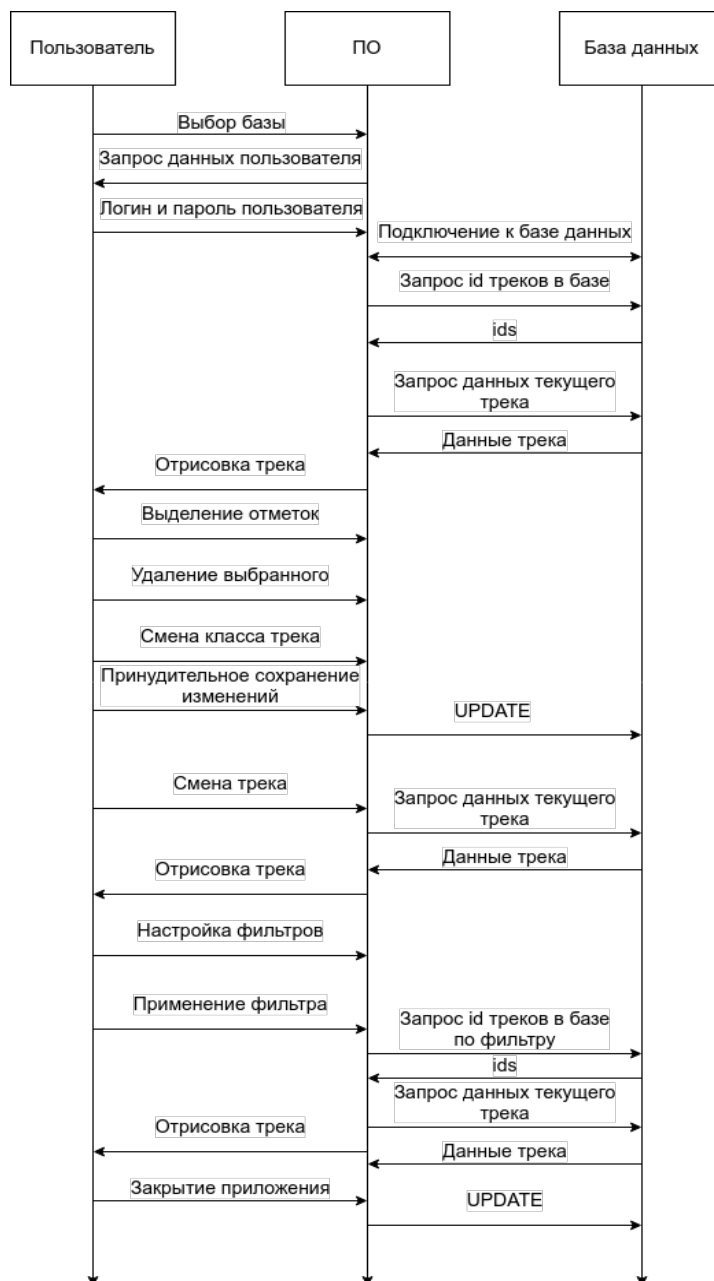 Пользователь
ПО
База данных
Выбор базы
Запрос данных пользователя
Логин и пароль пользователя
Подключение к базе данных
Запрос id треков в базе
ids
Запрос данных текущего
трека
Данные трека
Отрисовка трека
Выделение отметок
Удаление выбранного
Смена класса трека
Принудительное сохранение
изменений
UPDATE
Смена трека
Запрос данных текущего
трека
Данные трека
Отрисовка трека
Настройка фильтров
Применение фильтра
Запрос id треков в базе
по фильтру
ids
Запрос данных текущего
трека
Отрисовка трека
Данные трека
Закрытие приложения
UPDATE